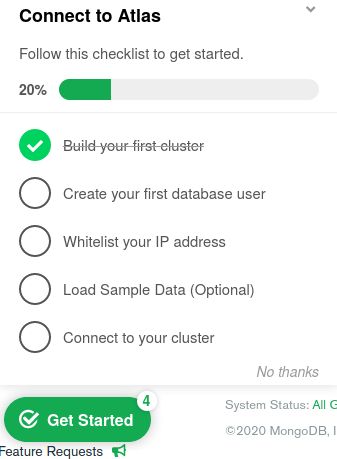 Connect to Atlas
Follow this checklist to get started.
20%
Build your first cluster
Create your first database user
Whitelist your IP address
Load Sample Data (Optional)
Connect to your cluster
No thanks
4
Get Started
System Status: All
©2020 MongoDB,
Feature Requests